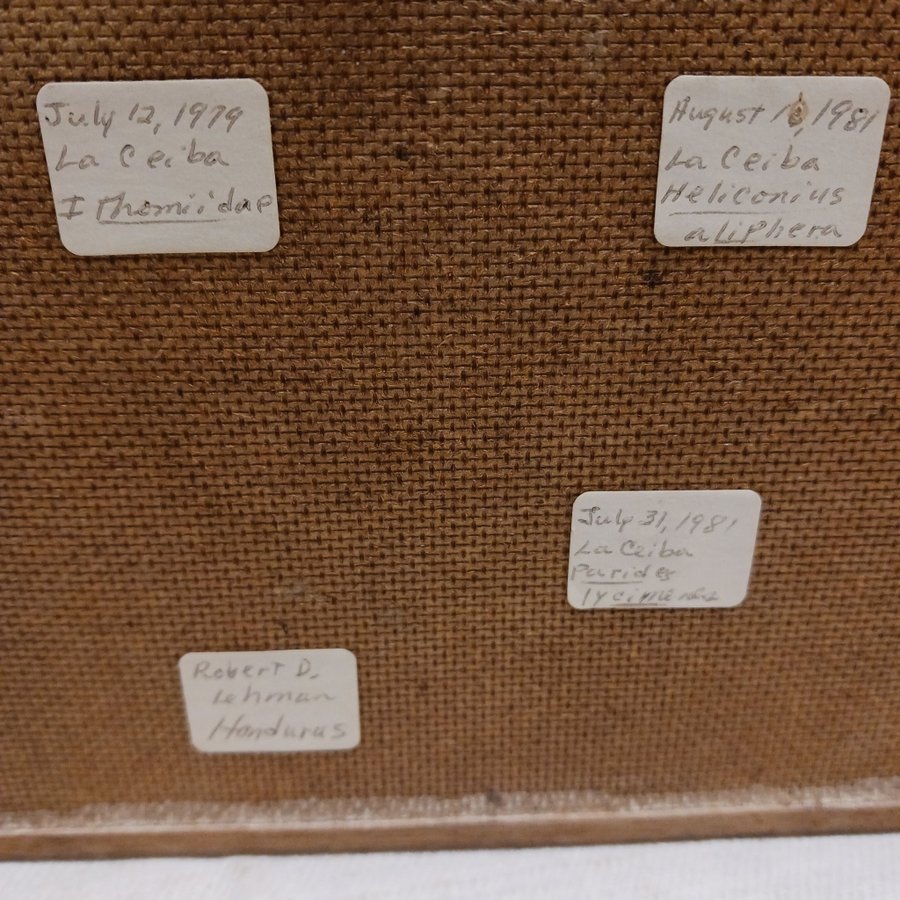 July 12, 1979
La Ceiba
Ithomiidae
August 1, 1981
La Ceiba
Heliconius
aliphera
July 31, 1981
La Ceiba
Parides
Robert D.
Lehman
Honduras